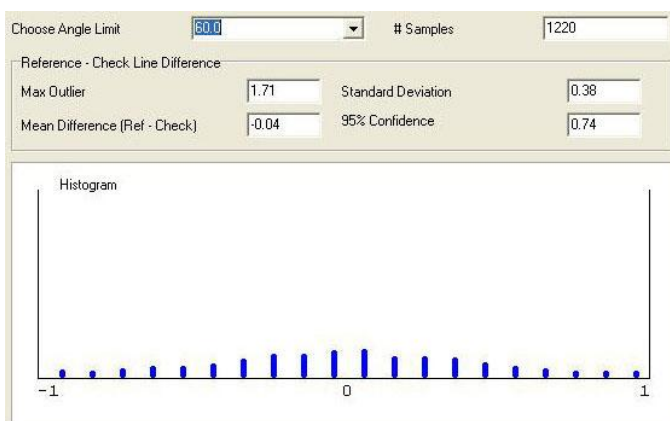 Choose Angle Limit 60.0 # Samples 1220
Reference - Check Line Difference
Max Outlier 1.71 Standard Deviation 0.38
Mean Difference (Ref - Check) -0.04 95% Confidence 0.74
Histogram
-1 0 1